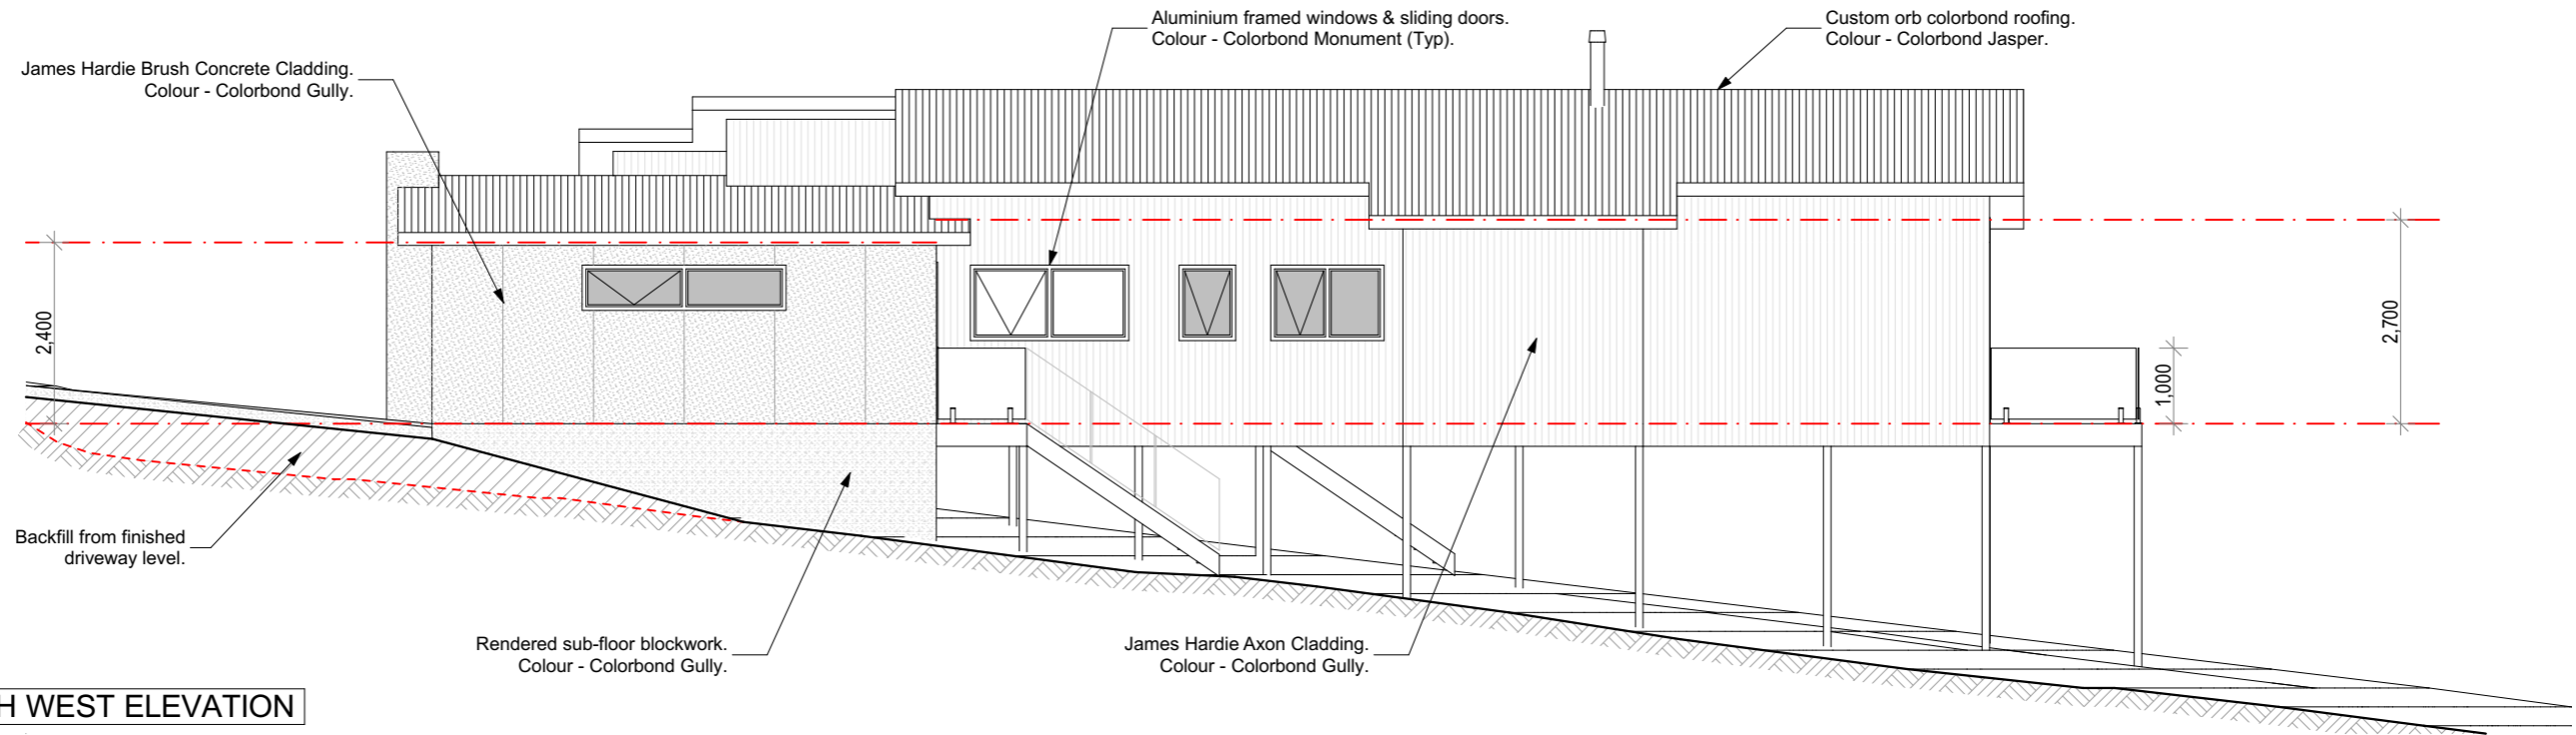 Aluminium framed windows & sliding doors.
Colour - Colorbond Monument (Typ).
Custom orb colorbond roofing.
Colour - Colorbond Jasper.
James Hardie Brush Concrete Cladding.
Colour - Colorbond Gully.
2,400
2,700
1,000
Backfill from finished
driveway level.
Rendered sub-floor blockwork.
Colour - Colorbond Gully.
James Hardie Axon Cladding.
Colour - Colorbond Gully.
H WEST ELEVATION